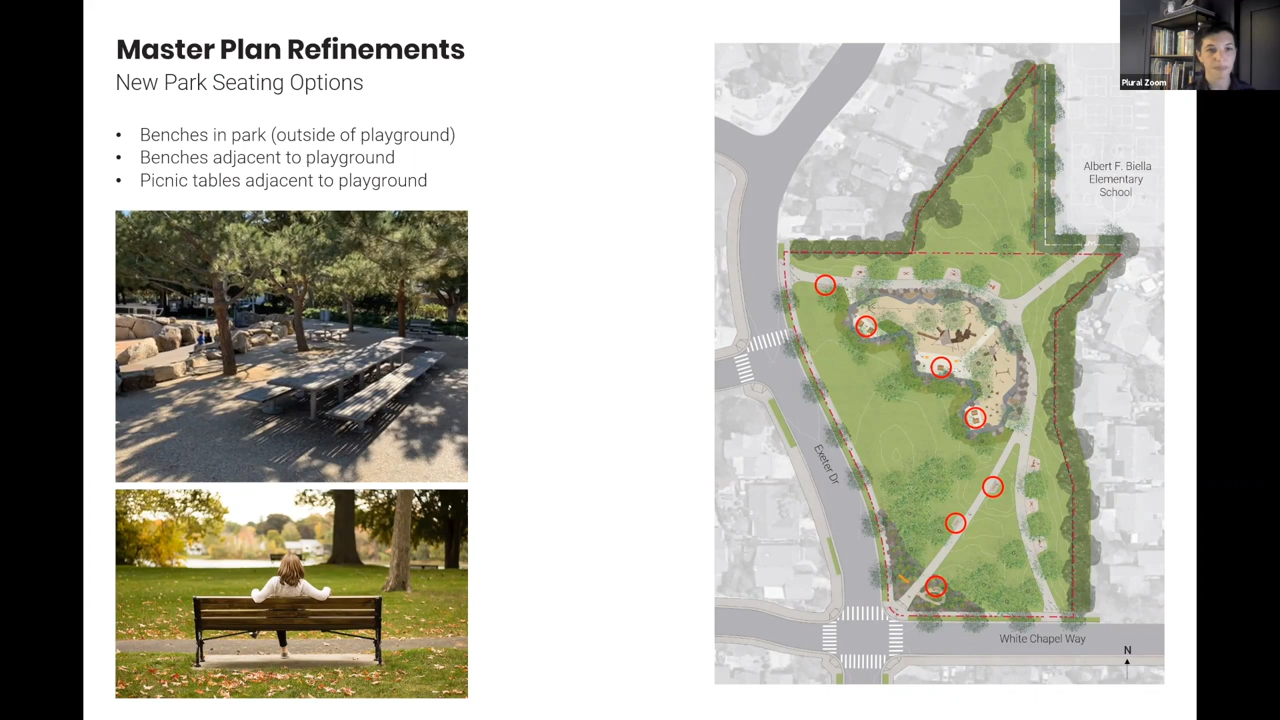 Master Plan Refinements
New Park Seating Options
• Benches in park (outside of playground)
• Benches adjacent to playground
• Picnic tables adjacent to playground
Plural Zoom
Albert F. Biella
Elementary
School
Exeter Dr
White Chapel Way
N